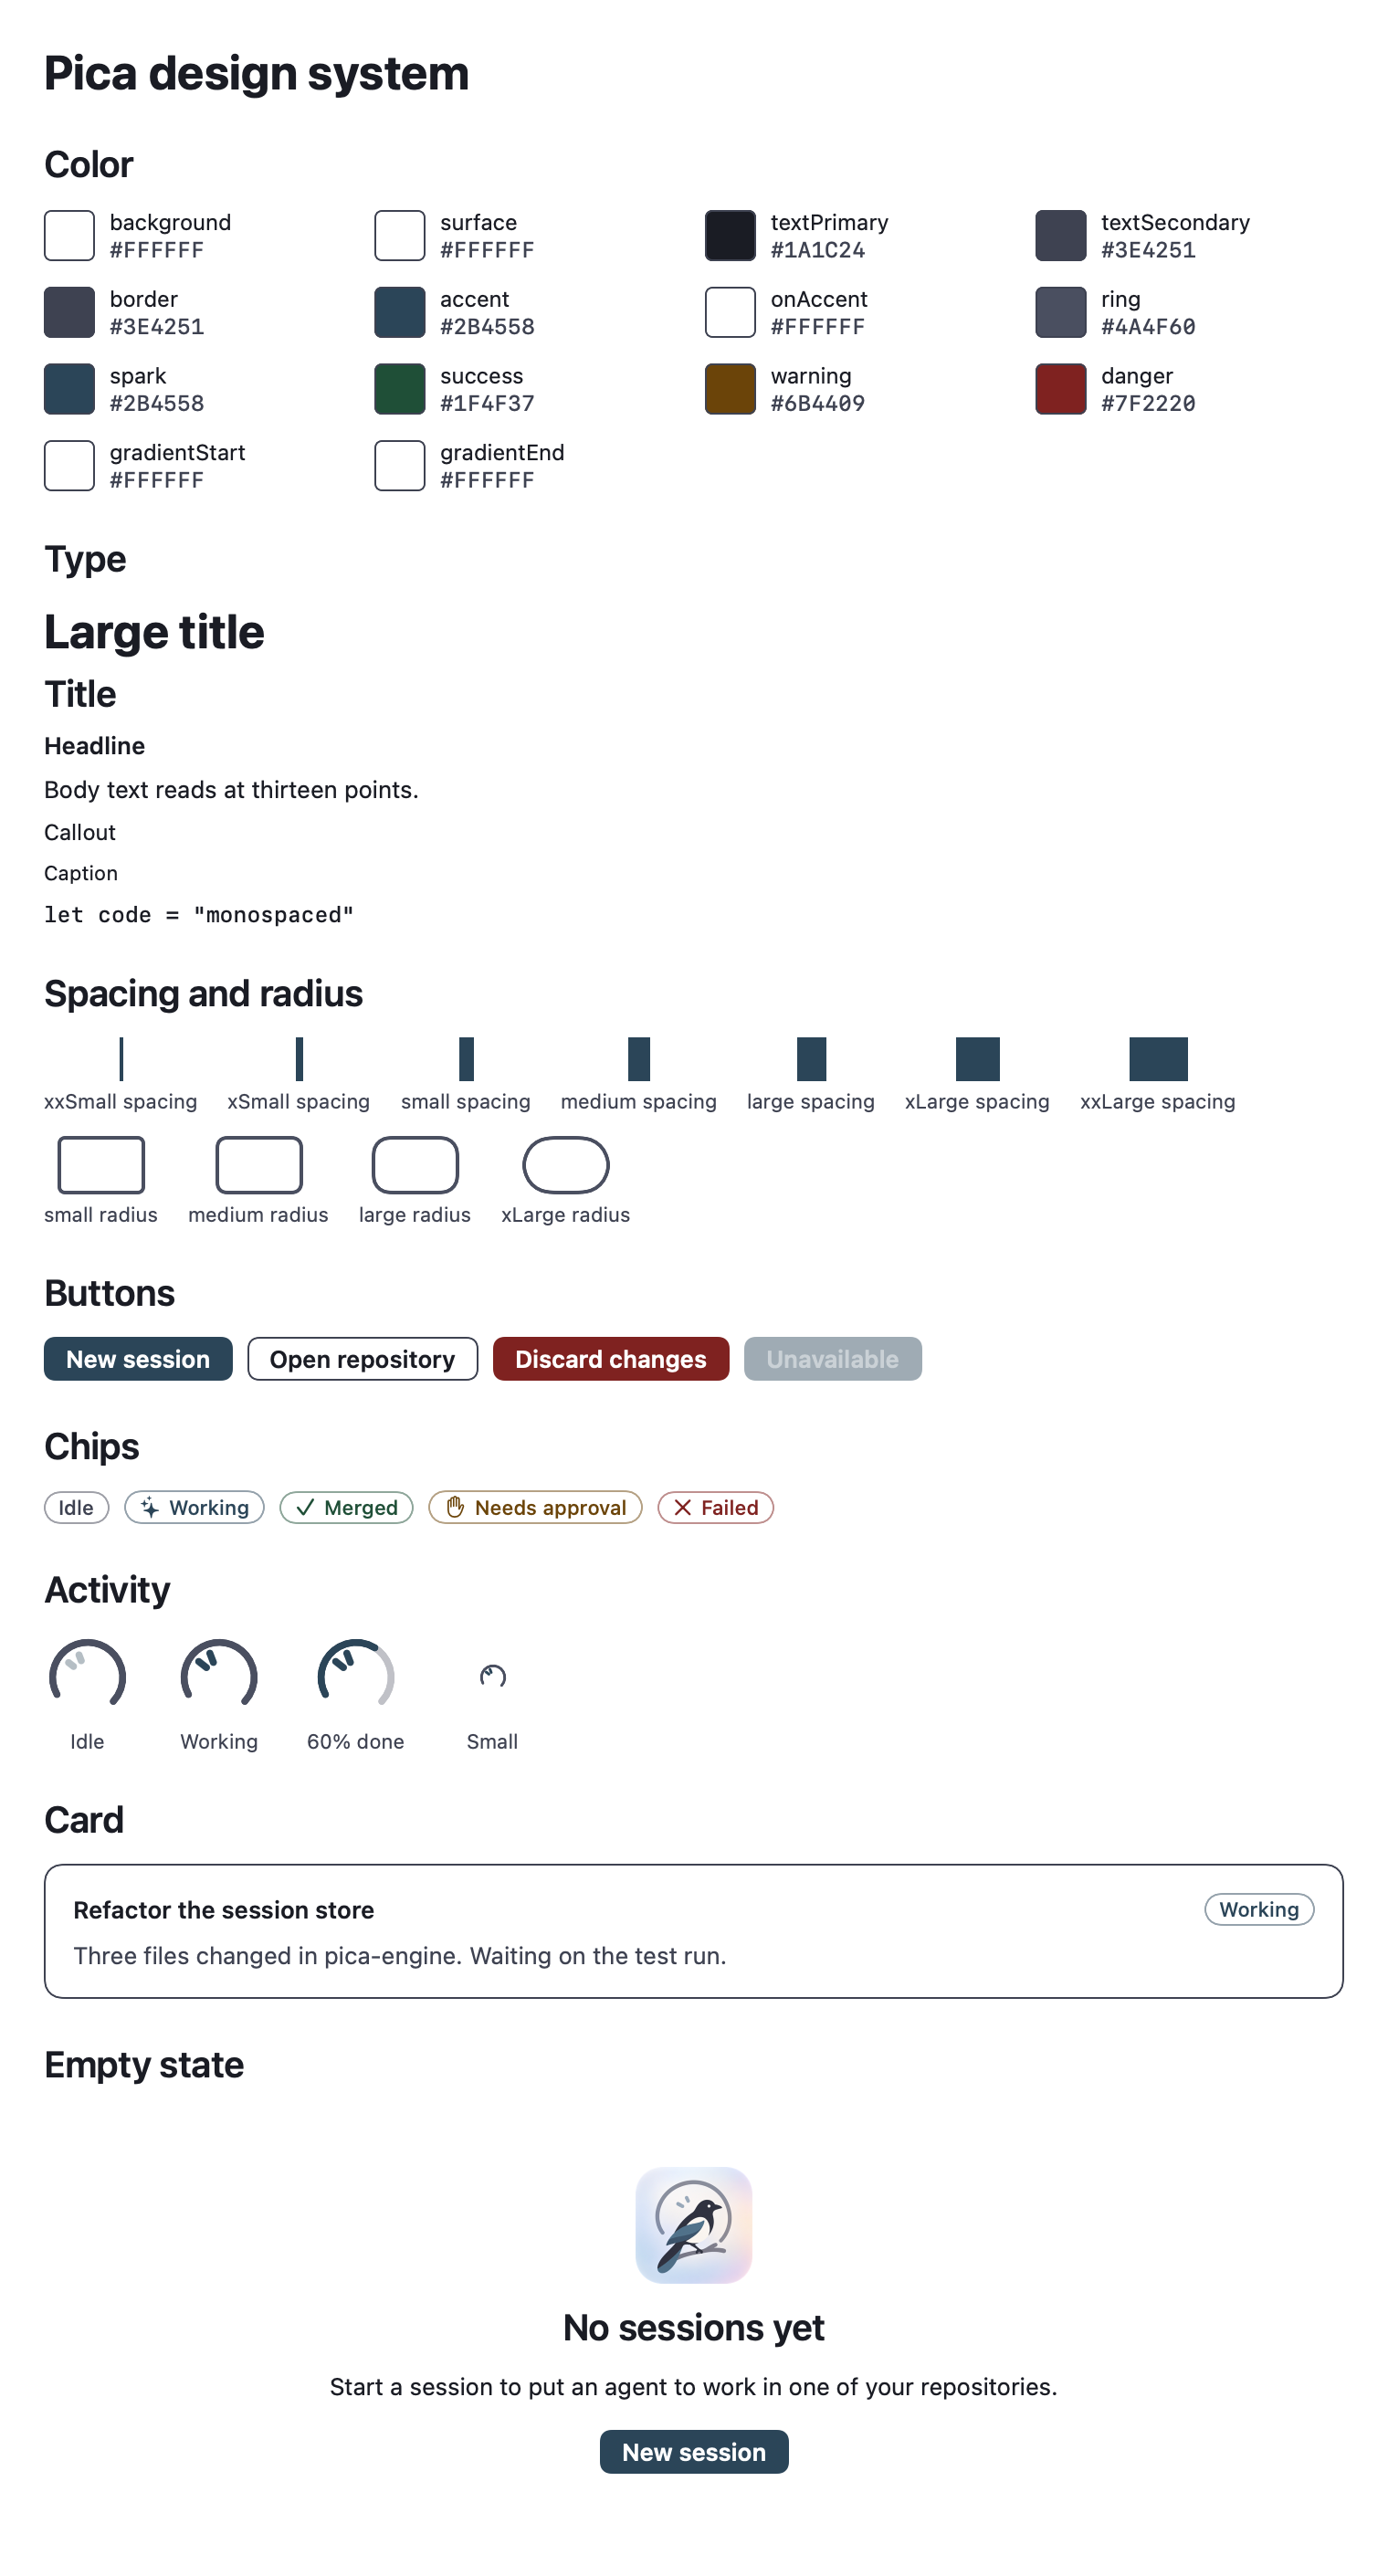 Pica design system
Color
background
#FFFFFF
surface
#FFFFFF
textPrimary
#1A1C24
textSecondary
#3E4251
border
#3E4251
accent
#2B4558
onAccent
#FFFFFF
ring
#4A4F60
spark
#2B4558
success
#1F4F37
warning
#6B4409
danger
#7F2220
gradientStart
#FFFFFF
gradientEnd
#FFFFFF
Type
Large title
Title
Headline
Body text reads at thirteen points.
Callout
Caption
let code = "monospaced"
Spacing and radius
xxSmall spacing
xSmall spacing
small spacing
medium spacing
large spacing
xLarge spacing
xxLarge spacing
small radius
medium radius
large radius
xLarge radius
Buttons
New session
Open repository
Discard changes
Unavailable
Chips
Idle
Working
Merged
Needs approval
Failed
Activity
Idle
Working
60% done
Small
Card
Refactor the session store
Working
Three files changed in pica-engine. Waiting on the test run.
Empty state
No sessions yet
Start a session to put an agent to work in one of your repositories.
New session